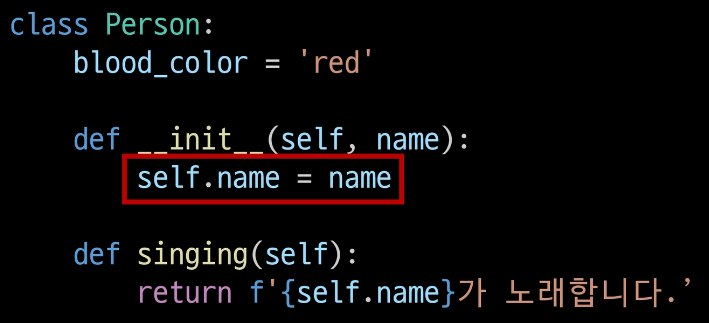 class Person:
    blood_color = 'red'

    def __init__(self, name):
        self.name = name

    def singing(self):
        return f'{self.name}가 노래합니다.’